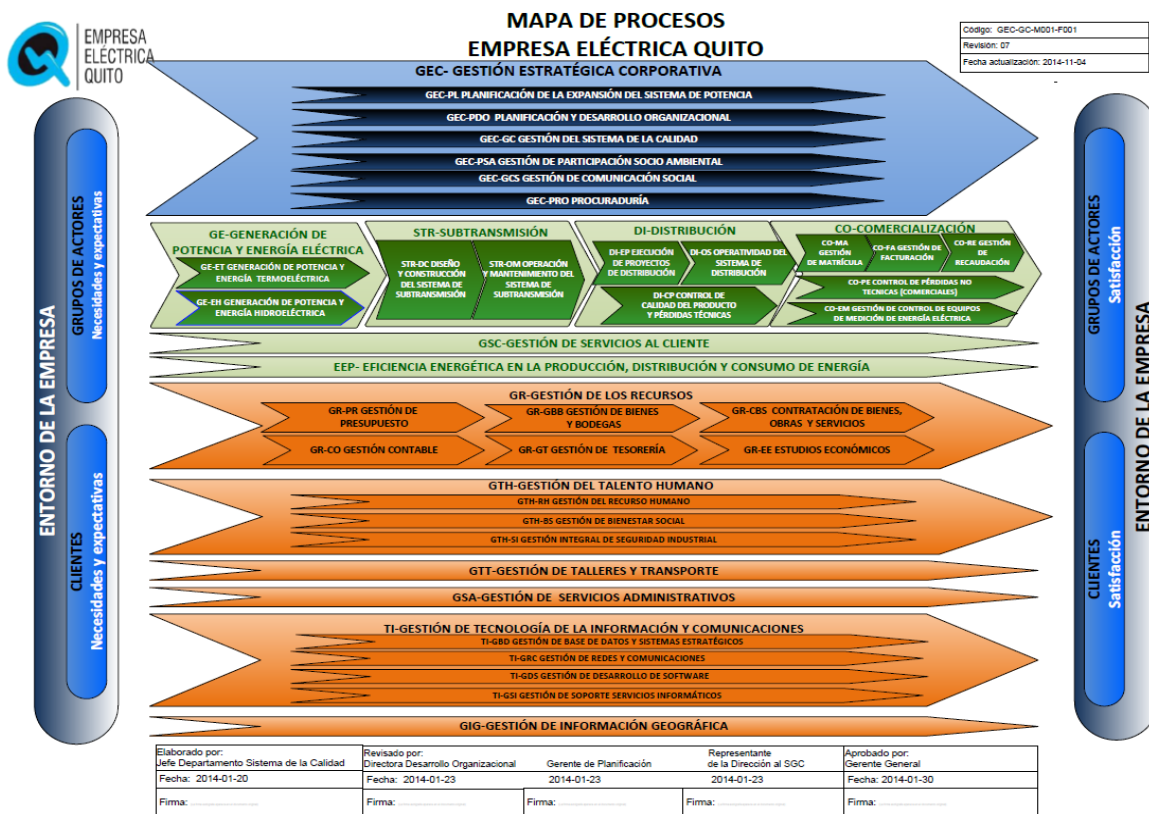 EMPRESA
ELÉCTRICA
QUITO
MAPA DE PROCESOS
EMPRESA ELÉCTRICA QUITO
Código: GEC-GC-M001-F001
Revisión: 07
Fecha actualización: 2014-11-04
-
ENTORNO DE LA EMPRESA
GRUPOS DE ACTORES
Necesidades y expectativas
CLIENTES
Necesidades y expectativas
GEC- GESTIÓN ESTRATÉGICA CORPORATIVA
GEC-PL PLANIFICACIÓN DE LA EXPANSIÓN DEL SISTEMA DE POTENCIA
GEC-PDO PLANIFICACIÓN Y DESARROLLO ORGANIZACIONAL
GEC-GC GESTIÓN DEL SISTEMA DE LA CALIDAD
GEC-PSA GESTIÓN DE PARTICIPACIÓN SOCIO AMBIENTAL
GEC-GCS GESTIÓN DE COMUNICACIÓN SOCIAL
GEC-PRO PROCURADURÍA
GE-GENERACIÓN DE
POTENCIA Y ENERGÍA ELÉCTRICA
GE-ET GENERACIÓN DE POTENCIA Y
ENERGÍA TERMOELÉCTRICA
GE-EH GENERACIÓN DE POTENCIA Y
ENERGÍA HIDROELÉCTRICA
STR-SUBTRANSMISIÓN
STR-DC DISEÑO
Y CONSTRUCCIÓN
DEL SISTEMA DE
SUBTRANSMISIÓN
STR-OM OPERACIÓN
Y MANTENIMIENTO DEL
SISTEMA DE
SUBTRANSMISIÓN
DI-DISTRIBUCIÓN
DI-EP EJECUCIÓN
DE PROYECTOS
DE DISTRIBUCIÓN
DI-OS OPERATIVIDAD DEL
SISTEMA DE
DISTRIBUCIÓN
DI-CP CONTROL DE
CALIDAD DEL PRODUCTO
Y PÉRDIDAS TÉCNICAS
CO-COMERCIALIZACIÓN
CO-MA
GESTIÓN
DE MATRÍCULA
CO-FA GESTIÓN DE
FACTURACIÓN
CO-RE GESTIÓN
DE
RECAUDACIÓN
CO-PE CONTROL DE PÉRDIDAS NO
TECNICAS (COMERCIALES)
CO-EM GESTIÓN DE CONTROL DE EQUIPOS
DE MEDICIÓN DE ENERGÍA ELÉCTRICA
GSC-GESTIÓN DE SERVICIOS AL CLIENTE
EEP- EFICIENCIA ENERGÉTICA EN LA PRODUCCIÓN, DISTRIBUCIÓN Y CONSUMO DE ENERGÍA
GR-GESTIÓN DE LOS RECURSOS
GR-PR GESTIÓN DE
PRESUPUESTO
GR-GBB GESTIÓN DE BIENES
Y BODEGAS
GR-CBS CONTRATACIÓN DE BIENES,
OBRAS Y SERVICIOS
GR-CO GESTIÓN CONTABLE
GR-GT GESTIÓN DE TESORERÍA
GR-EE ESTUDIOS ECONÓMICOS
GTH-GESTIÓN DEL TALENTO HUMANO
GTH-RH GESTIÓN DEL RECURSO HUMANO
GTH-BS GESTIÓN DE BIENESTAR SOCIAL
GTH-SI GESTIÓN INTEGRAL DE SEGURIDAD INDUSTRIAL
GTT-GESTIÓN DE TALLERES Y TRANSPORTE
GSA-GESTIÓN DE SERVICIOS ADMINISTRATIVOS
TI-GESTIÓN DE TECNOLOGÍA DE LA INFORMACIÓN Y COMUNICACIONES
TI-GBD GESTIÓN DE BASE DE DATOS Y SISTEMAS ESTRATÉGICOS
TI-GRC GESTIÓN DE REDES Y COMUNICACIONES
TI-GDS GESTIÓN DE DESARROLLO DE SOFTWARE
TI-GSI GESTIÓN DE SOPORTE SERVICIOS INFORMÁTICOS
GIG-GESTIÓN DE INFORMACIÓN GEOGRÁFICA
GRUPOS DE ACTORES
Satisfacción
CLIENTES
Satisfacción
ENTORNO DE LA EMPRESA
Elaborado por:
Jefe Departamento Sistema de la Calidad
Fecha: 2014-01-20
Firma: ........................
Revisado por:
Directora Desarrollo Organizacional
Fecha: 2014-01-23
Firma: ........................
Gerente de Planificación
2014-01-23
Firma: ........................
Representante
de la Dirección al SGC
2014-01-23
Firma: ........................
Aprobado por:
Gerente General
Fecha: 2014-01-30
Firma: ........................